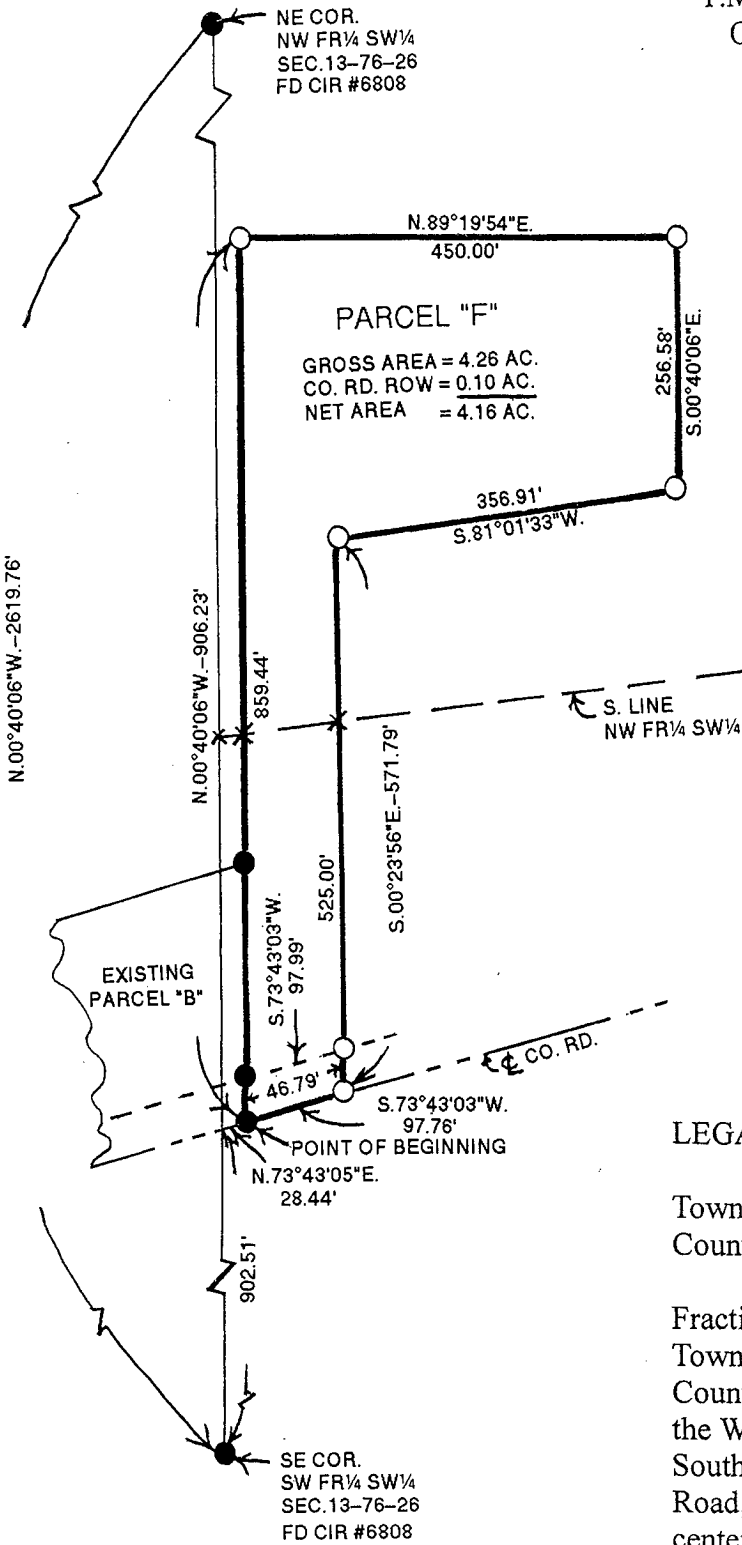 NE COR.
NW FR¼ SW¼
SEC.13–76–26
FD CIR #6808
N.89°19'54"E.
450.00'
PARCEL "F"
GROSS AREA = 4.26 AC.
CO. RD. ROW = 0.10 AC.
NET AREA = 4.16 AC.
256.58'
S.00°40'06"E.
356.91'
S.81°01'33"W.
N.00°40'06"W.–2619.76'
N.00°40'06"W.–906.23'
859.44'
S. LINE
NW FR¼ SW¼
S.00°23'56"E.–571.79'
525.00'
EXISTING
PARCEL "B"
S.73°43'03"W.
97.99'
46.79'
℄ CO. RD.
S.73°43'03"W.
97.76'
POINT OF BEGINNING
N.73°43'05"E.
28.44'
902.51'
SE COR.
SW FR¼ SW¼
SEC.13–76–26
FD CIR #6808
LEGA
Town
Coun
Fracti
Town
Coun
the W
South
Road
center